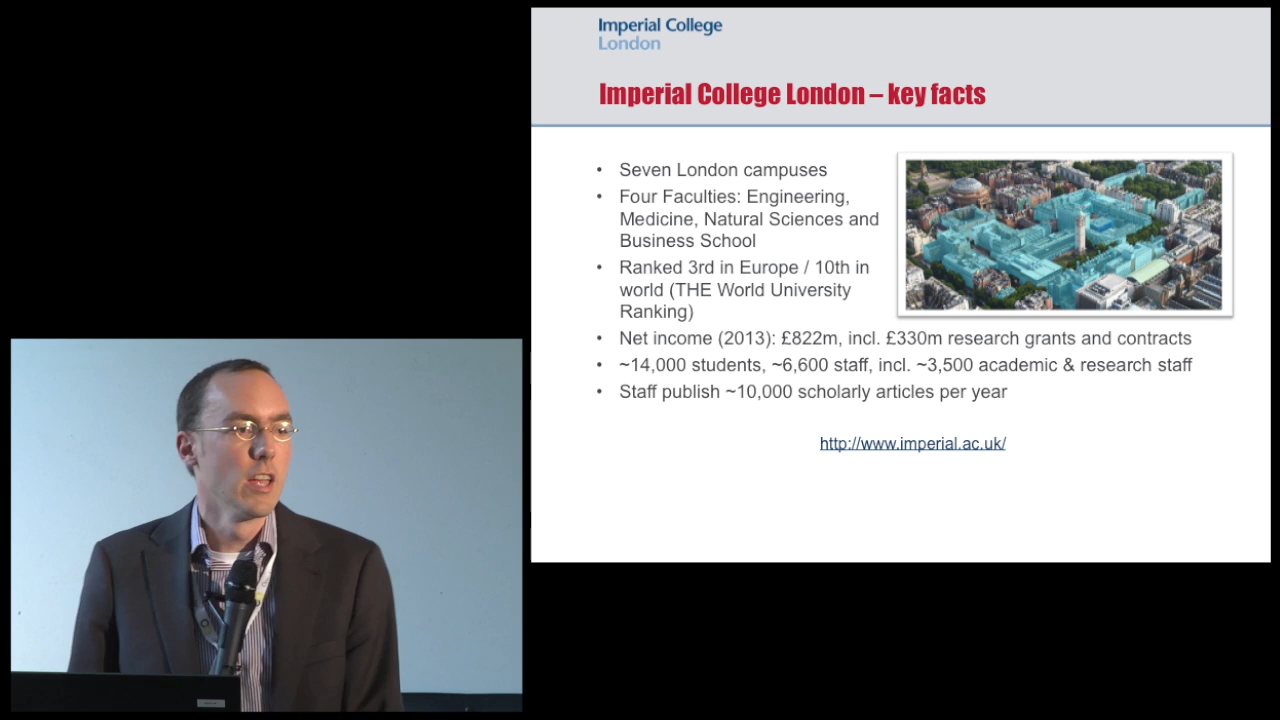 Imperial College
London
Imperial College London – key facts
• Seven London campuses
• Four Faculties: Engineering,
Medicine, Natural Sciences and
Business School
• Ranked 3rd in Europe / 10th in
world (THE World University
Ranking)
• Net income (2013): £822m, incl. £330m research grants and contracts
• ~14,000 students, ~6,600 staff, incl. ~3,500 academic & research staff
• Staff publish ~10,000 scholarly articles per year
http://www.imperial.ac.uk/